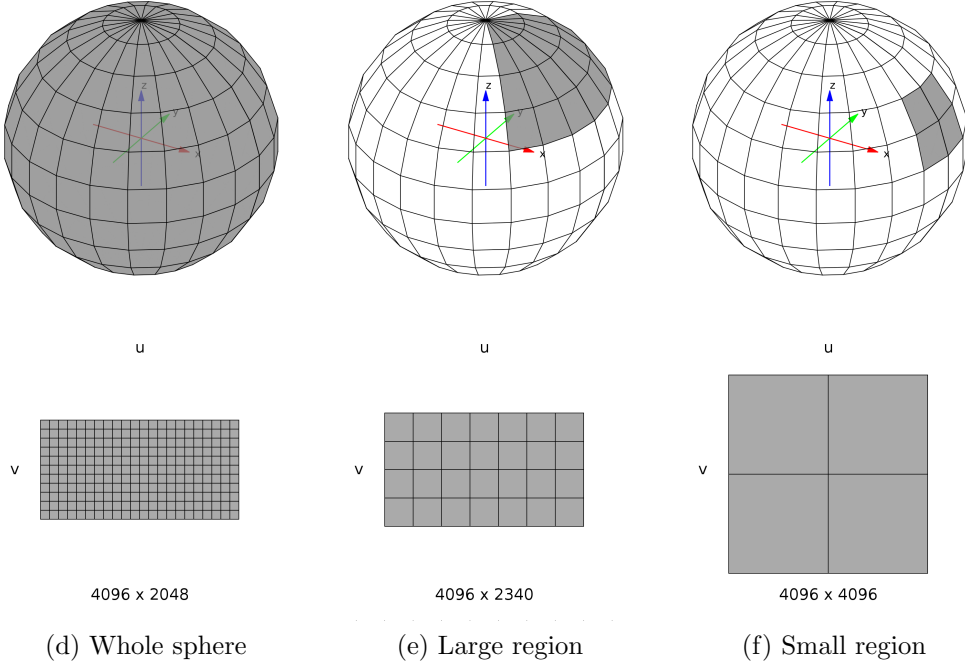 z
y
x
z
y
x
z
y
x
u
u
u
v
v
v
4096 x 2048
4096 x 2340
4096 x 4096
(d) Whole sphere
(e) Large region
(f) Small region